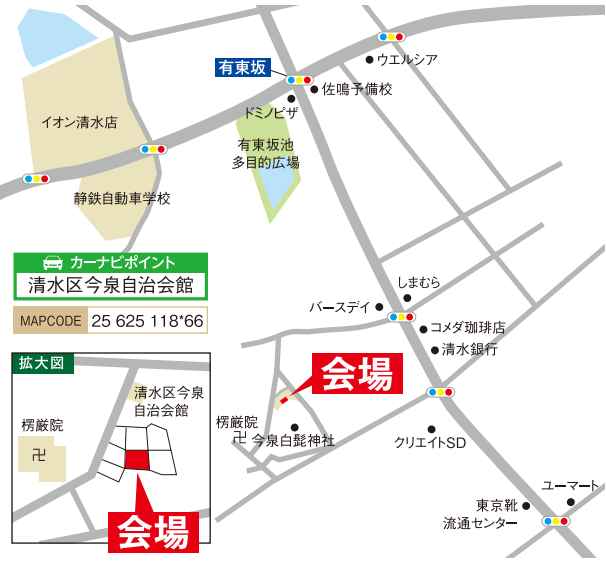 ウエルシア
有東坂
佐鳴予備校
ドミノピザ
イオン清水店
有東坂池
多目的広場
静鉄自動車学校
カーナビポイント
清水区今泉自治会館
MAPCODE 25 625 118*66
しまむら
バースデイ
コメダ珈琲店
清水銀行
会場
楞厳院
卍
今泉白髭神社
クリエイトSD
ユーマート
東京靴
流通センター
拡大図
清水区今泉
自治会館
楞厳院
卍
会場